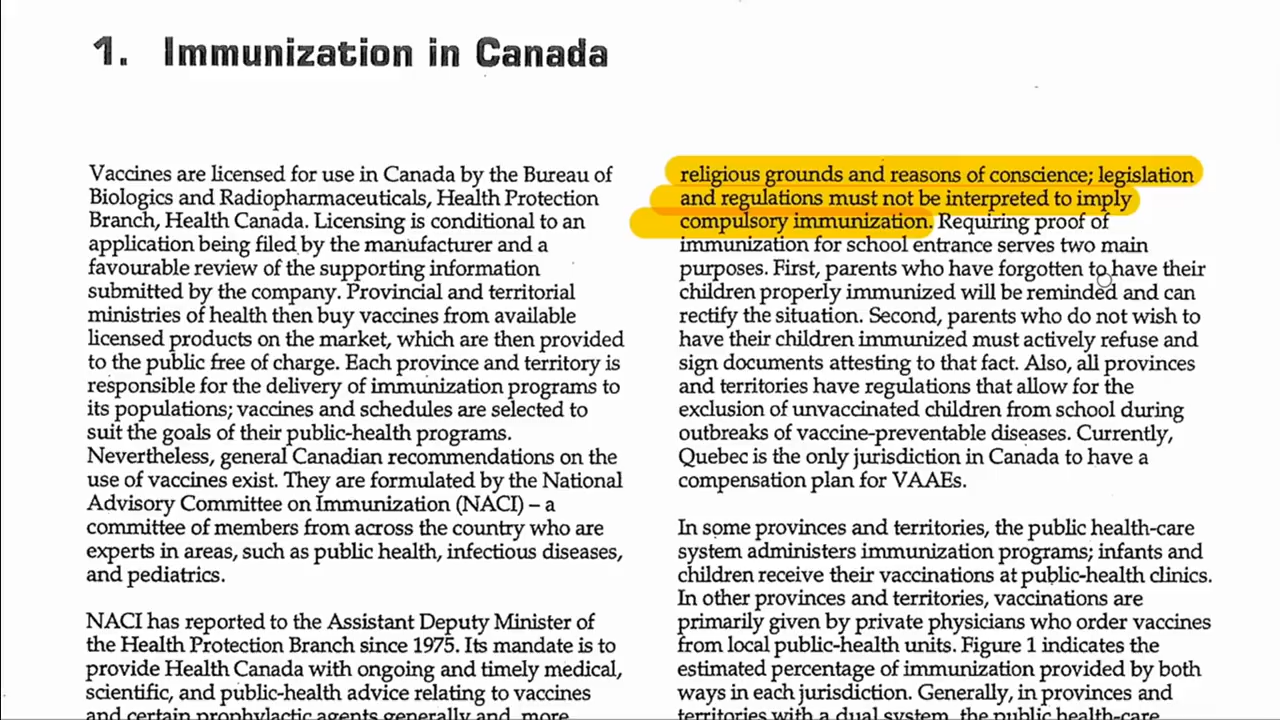 1. Immunization in Canada
Vaccines are licensed for use in Canada by the Bureau of
Biologics and Radiopharmaceuticals, Health Protection
Branch, Health Canada. Licensing is conditional to an
application being filed by the manufacturer and a
favourable review of the supporting information
submitted by the company. Provincial and territorial
ministries of health then buy vaccines from available
licensed products on the market, which are then provided
to the public free of charge. Each province and territory is
responsible for the delivery of immunization programs to
its populations; vaccines and schedules are selected to
suit the goals of their public-health programs.
Nevertheless, general Canadian recommendations on the
use of vaccines exist. They are formulated by the National
Advisory Committee on Immunization (NACI) – a
committee of members from across the country who are
experts in areas, such as public health, infectious diseases,
and pediatrics.
NACI has reported to the Assistant Deputy Minister of
the Health Protection Branch since 1975. Its mandate is to
provide Health Canada with ongoing and timely medical,
scientific, and public-health advice relating to vaccines
and certain prophylactic agents generally and, more
religious grounds and reasons of conscience; legislation
and regulations must not be interpreted to imply
compulsory immunization. Requiring proof of
immunization for school entrance serves two main
purposes. First, parents who have forgotten to have their
children properly immunized will be reminded and can
rectify the situation. Second, parents who do not wish to
have their children immunized must actively refuse and
sign documents attesting to that fact. Also, all provinces
and territories have regulations that allow for the
exclusion of unvaccinated children from school during
outbreaks of vaccine-preventable diseases. Currently,
Quebec is the only jurisdiction in Canada to have a
compensation plan for VAAEs.
In some provinces and territories, the public health-care
system administers immunization programs; infants and
children receive their vaccinations at public-health clinics.
In other provinces and territories, vaccinations are
primarily given by private physicians who order vaccines
from local public-health units. Figure 1 indicates the
estimated percentage of immunization provided by both
ways in each jurisdiction. Generally, in provinces and
territories with a dual system, the public health-care